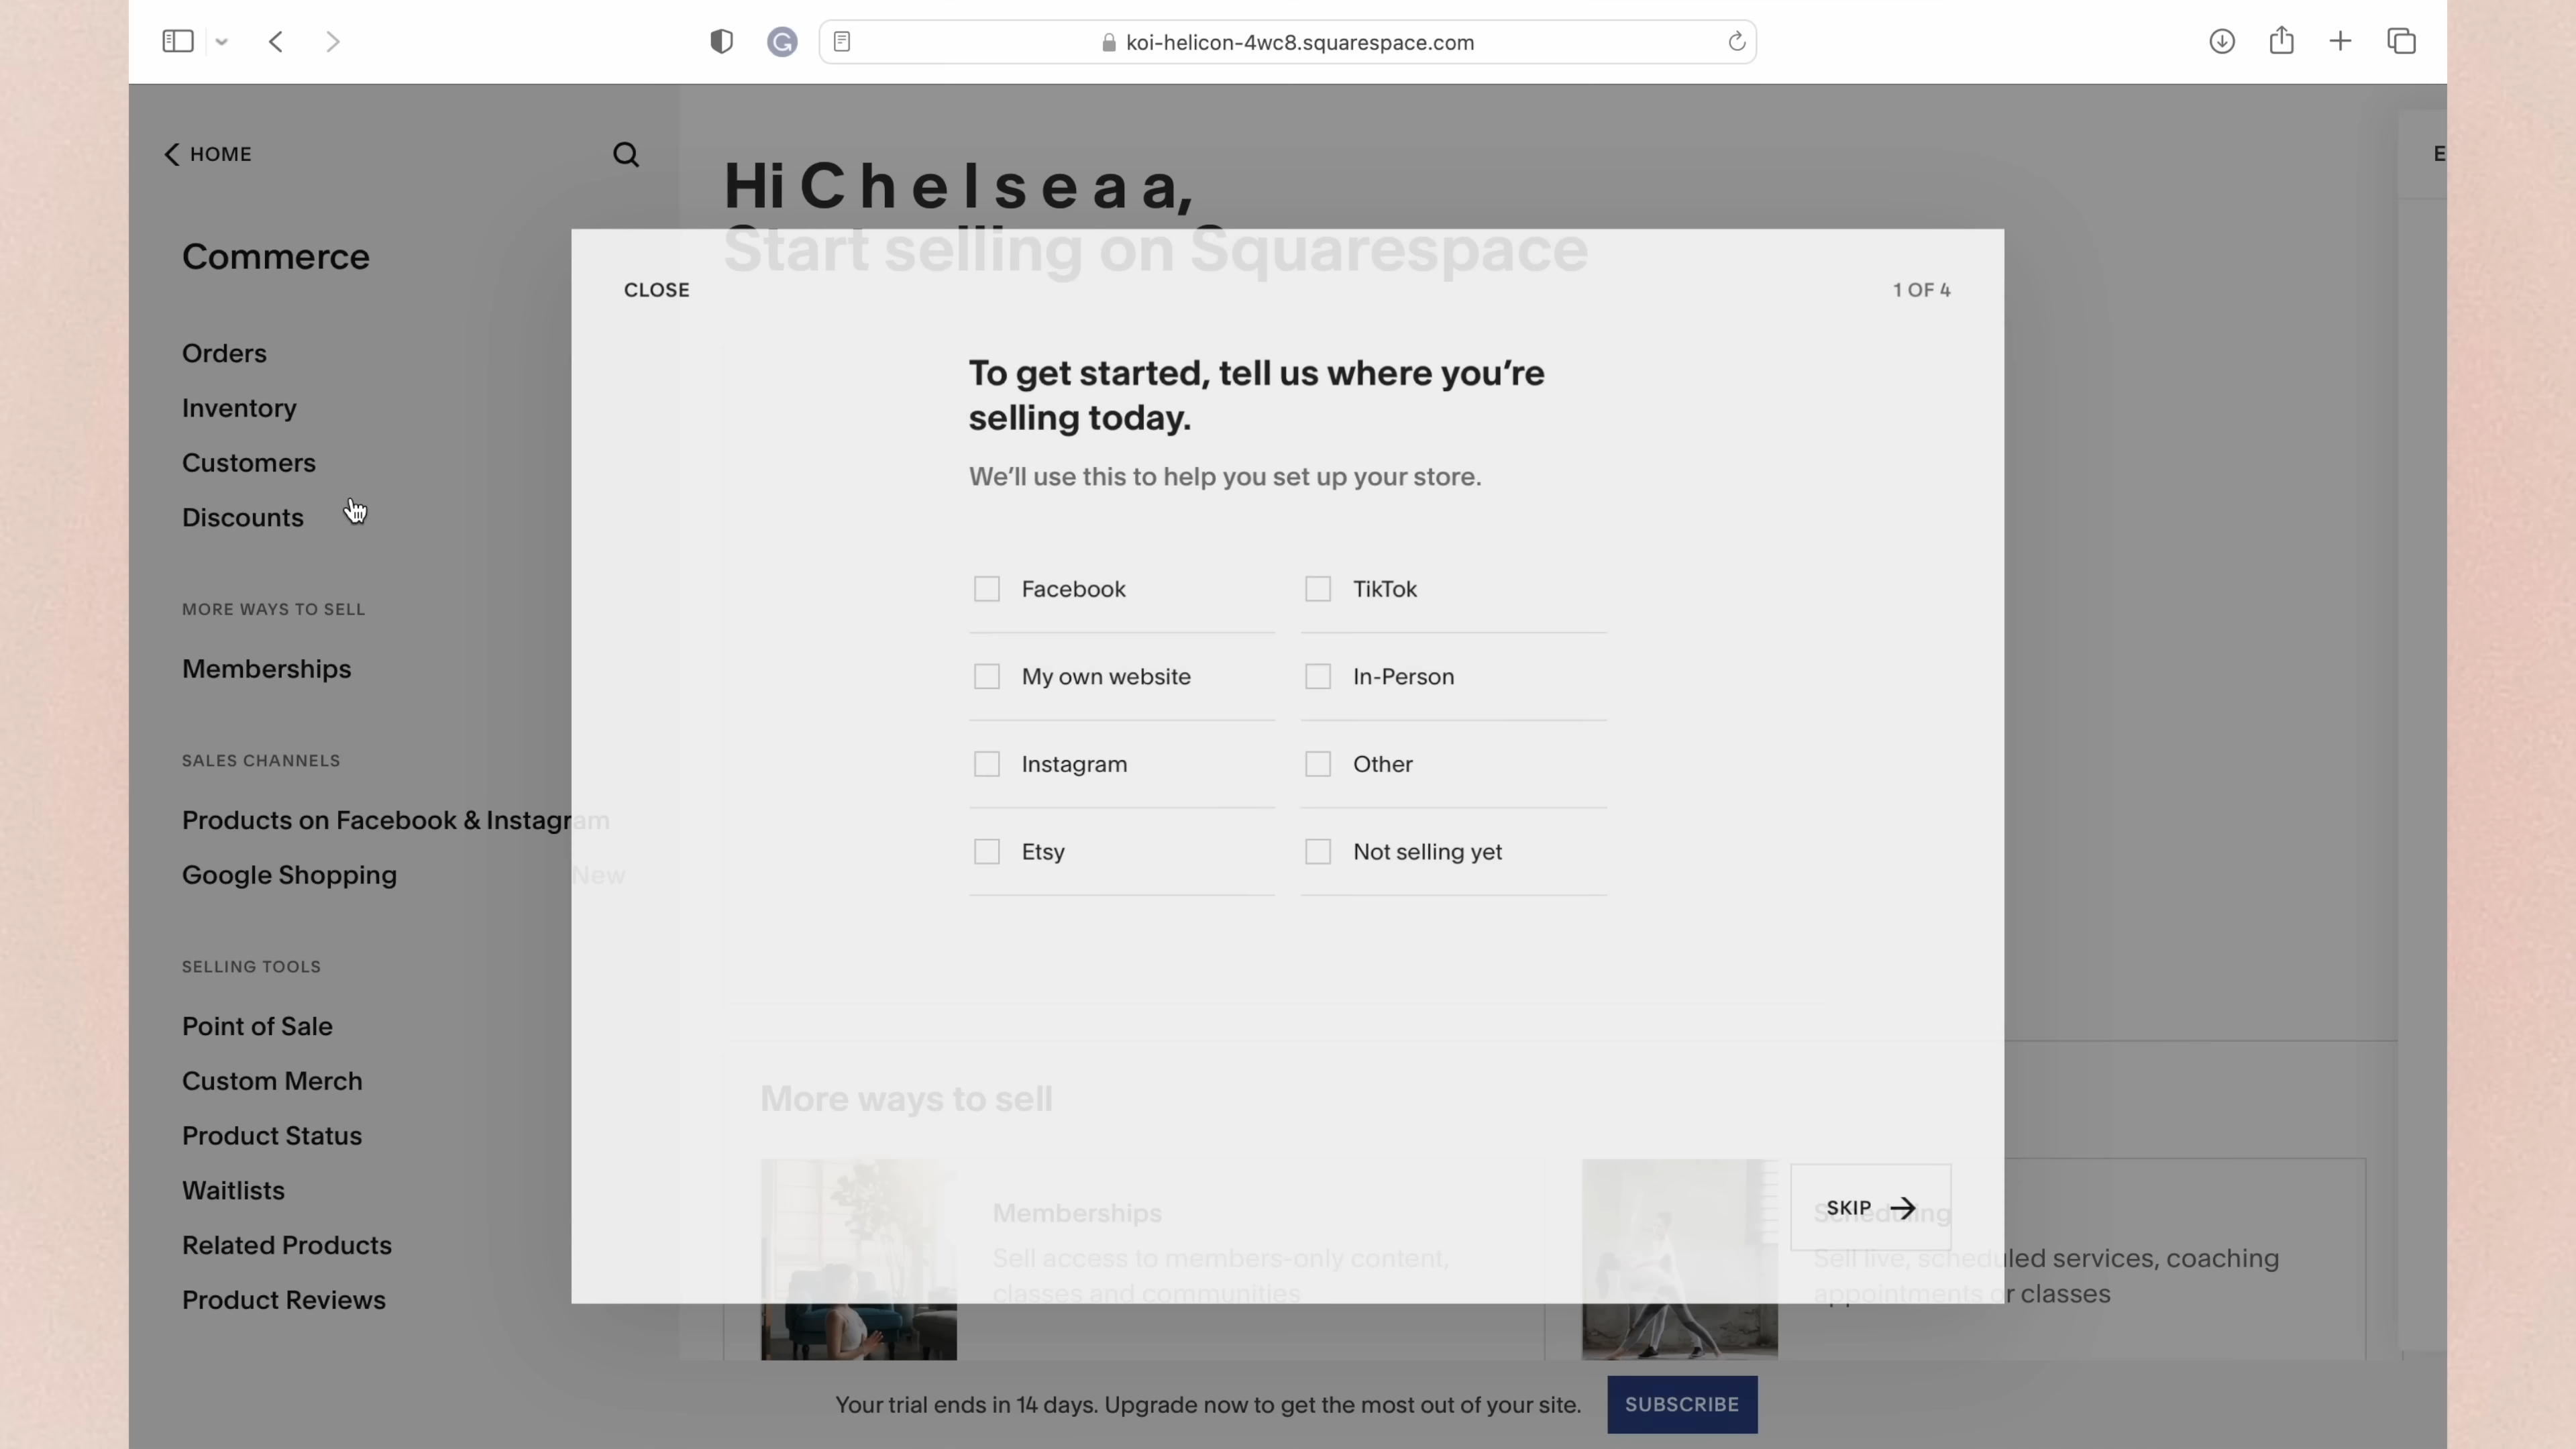 koi-helicon-4wc8.squarespace.com
HOME
Commerce
Orders
Inventory
Customers
Discounts
MORE WAYS TO SELL
Memberships
SALES CHANNELS
Products on Facebook & Instagram
Google Shopping New
SELLING TOOLS
Point of Sale
Custom Merch
Product Status
Waitlists
Related Products
Product Reviews
Hi C h e l s e a a,
Start selling on Squarespace
E
CLOSE
1 OF 4
To get started, tell us where you’re
selling today.
We’ll use this to help you set up your store.
Facebook
TikTok
My own website
In-Person
Instagram
Other
Etsy
Not selling yet
More ways to sell
SKIP
Memberships
Sell access to members-only content,
classes and communities
Scheduling
Sell live, scheduled services, coaching
appointments or classes
Your trial ends in 14 days. Upgrade now to get the most out of your site.
SUBSCRIBE